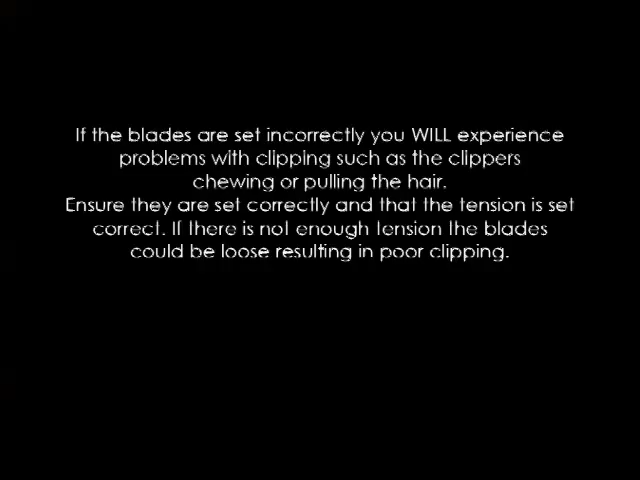 If the blades are set incorrectly you WILL experience
problems with clipping such as the clippers
chewing or pulling the hair.
Ensure they are set correctly and that the tension is set
correct. If there is not enough tension the blades
could be loose resulting in poor clipping.